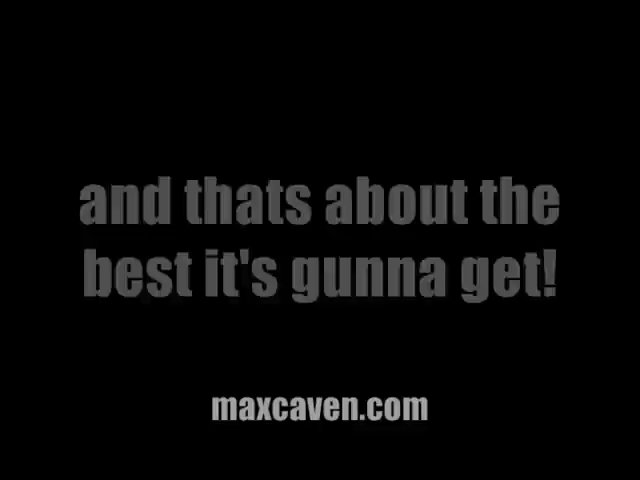 and thats about the
best it's gunna get!
maxcaven.com